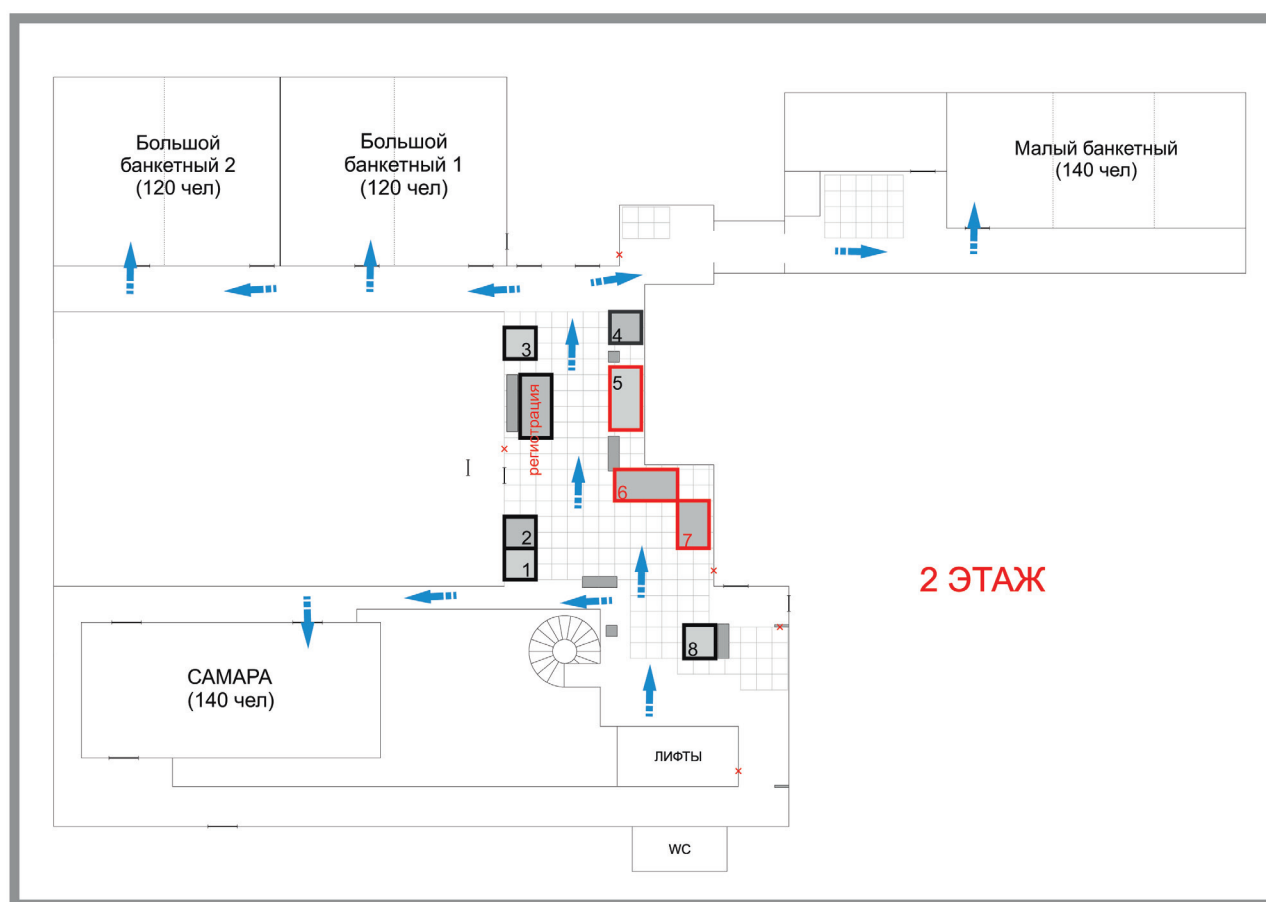 Большой
банкетный 2
(120 чел)
Большой
банкетный 1
(120 чел)
Малый банкетный
(140 чел)
3
4
5
регистрация
6
7
2
1
8
2 ЭТАЖ
САМАРА
(140 чел)
ЛИФТЫ
WC